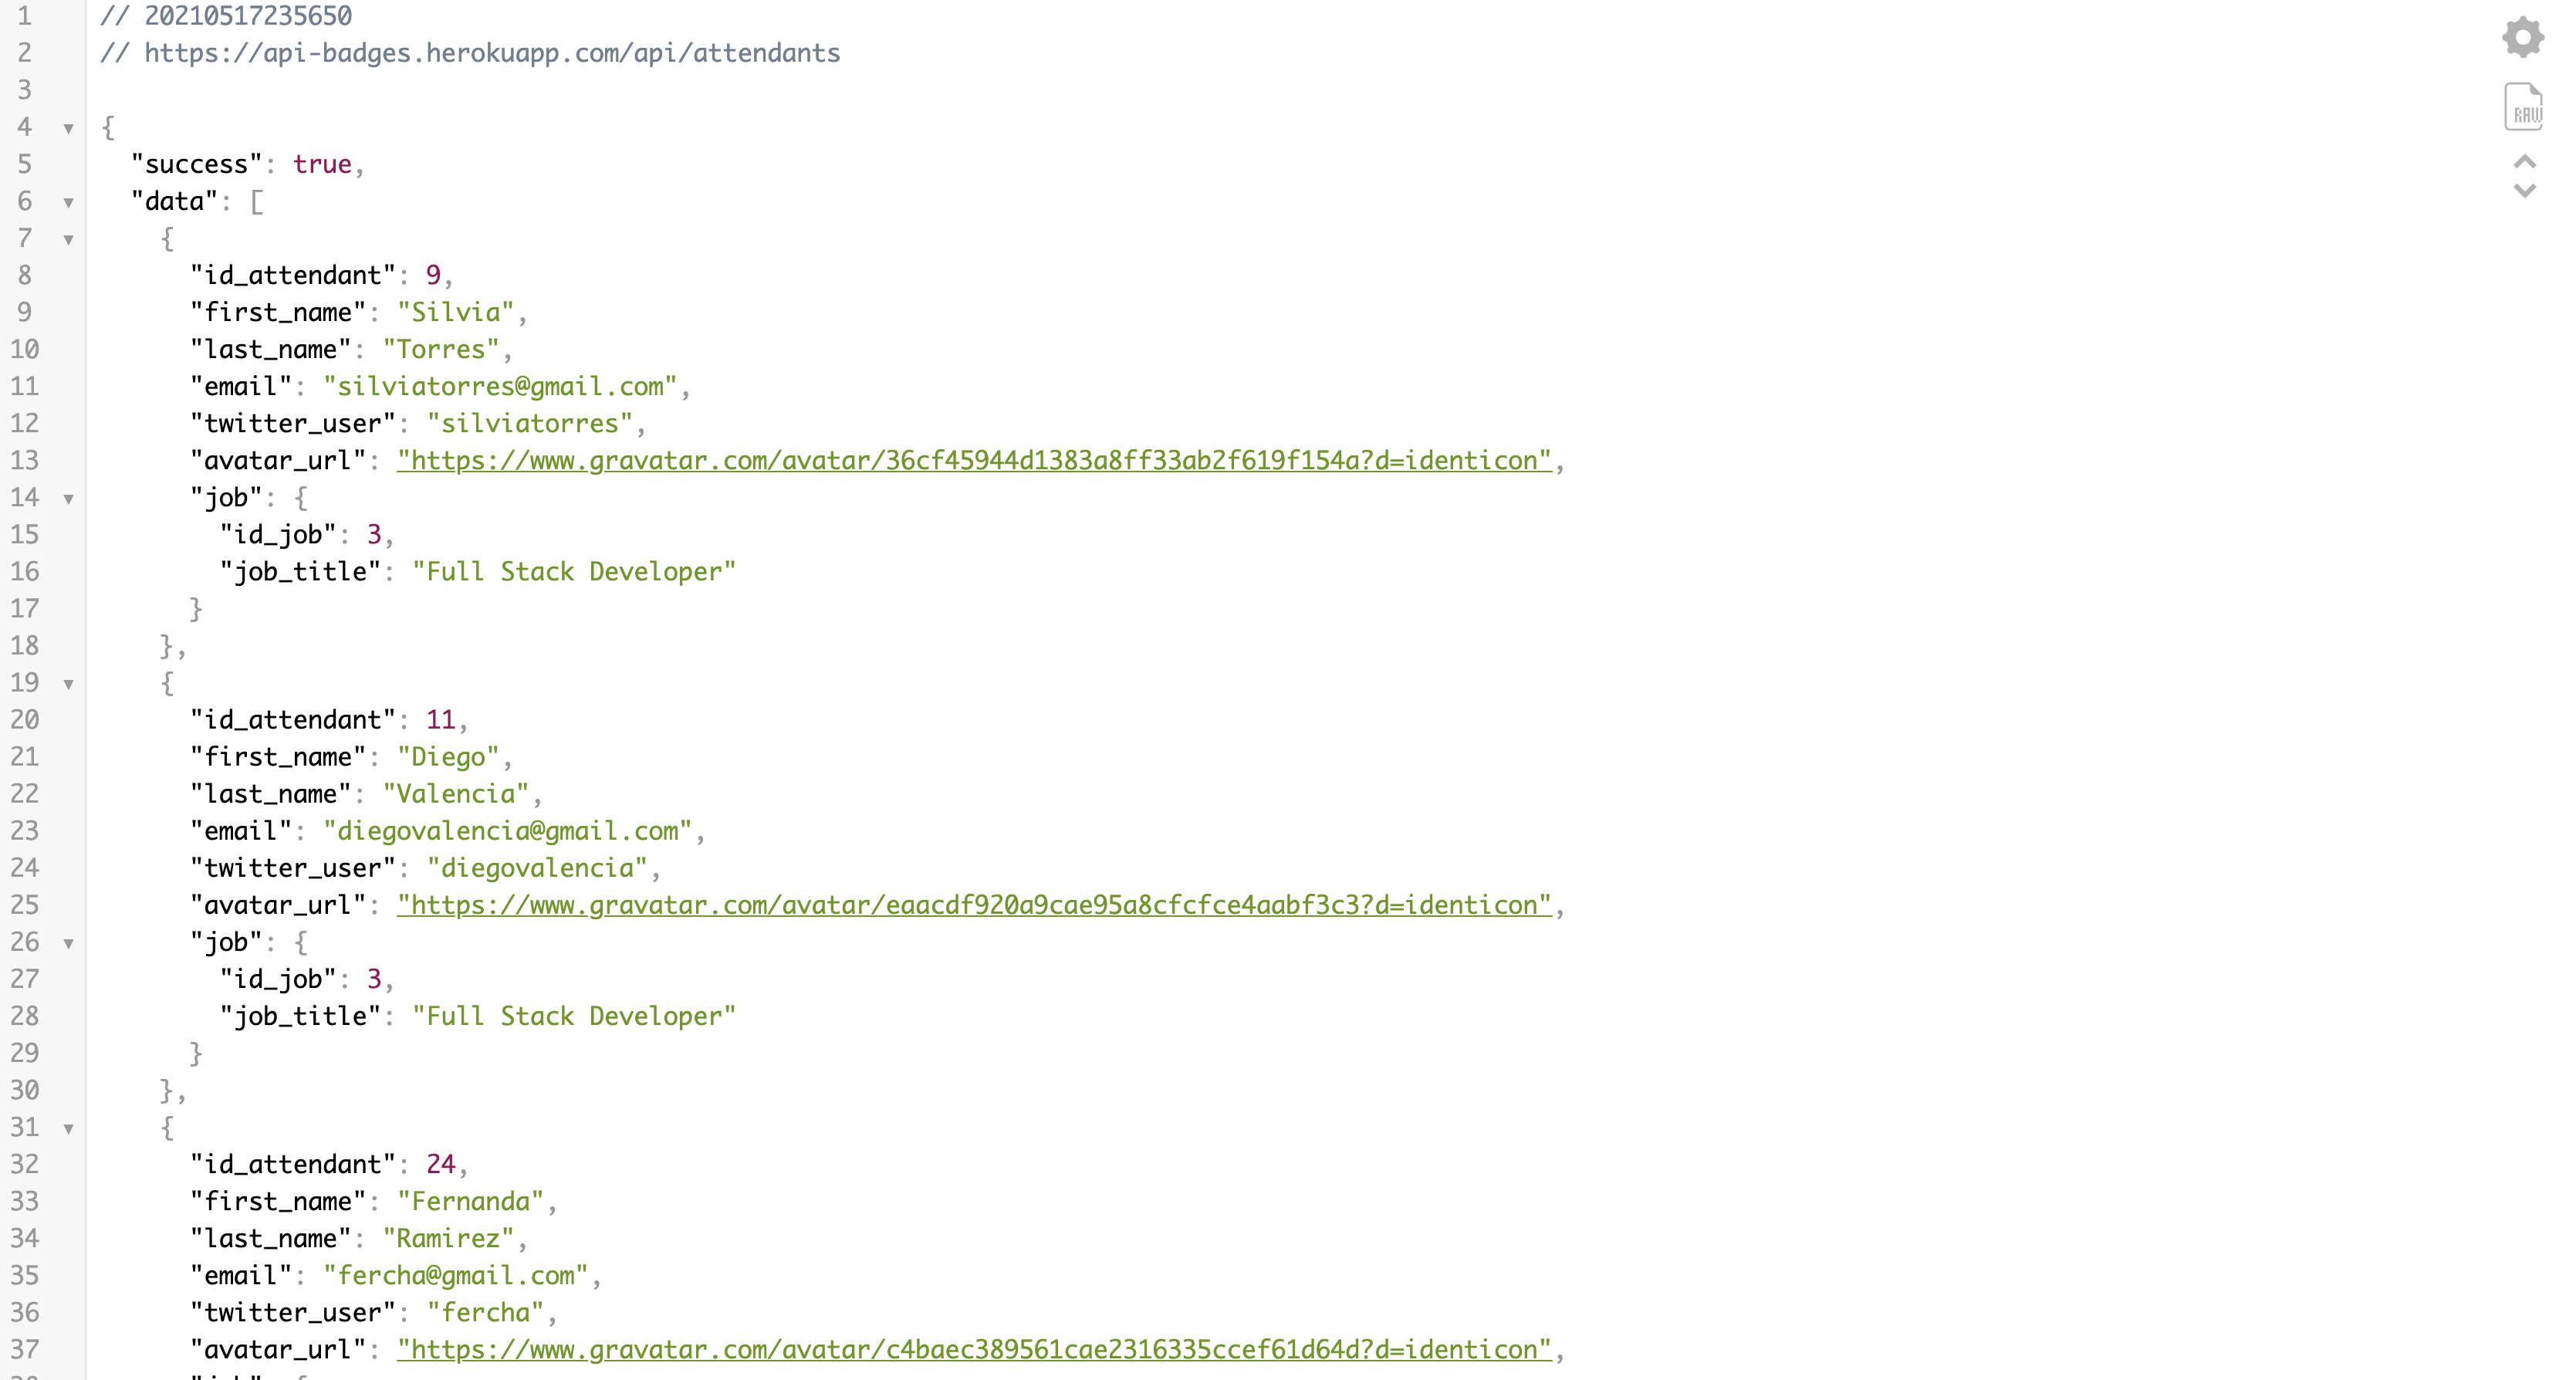 1 // 20210517235650
2 // https://api-badges.herokuapp.com/api/attendants
3
4 ▼ {
5 "success": true,
6 ▼ "data": [
7 ▼ {
8 "id_attendant": 9,
9 "first_name": "Silvia",
10 "last_name": "Torres",
11 "email": "silviatorres@gmail.com",
12 "twitter_user": "silviatorres",
13 "avatar_url": "https://www.gravatar.com/avatar/36cf45944d1383a8ff33ab2f619f154a?d=identicon",
14 ▼ "job": {
15 "id_job": 3,
16 "job_title": "Full Stack Developer"
17 }
18 },
19 ▼ {
20 "id_attendant": 11,
21 "first_name": "Diego",
22 "last_name": "Valencia",
23 "email": "diegovalencia@gmail.com",
24 "twitter_user": "diegovalencia",
25 "avatar_url": "https://www.gravatar.com/avatar/eaacdf920a9cae95a8cfcfce4aabf3c3?d=identicon",
26 ▼ "job": {
27 "id_job": 3,
28 "job_title": "Full Stack Developer"
29 }
30 },
31 ▼ {
32 "id_attendant": 24,
33 "first_name": "Fernanda",
34 "last_name": "Ramirez",
35 "email": "fercha@gmail.com",
36 "twitter_user": "fercha",
37 "avatar_url": "https://www.gravatar.com/avatar/c4baec389561cae2316335ccef61d64d?d=identicon",
RAW